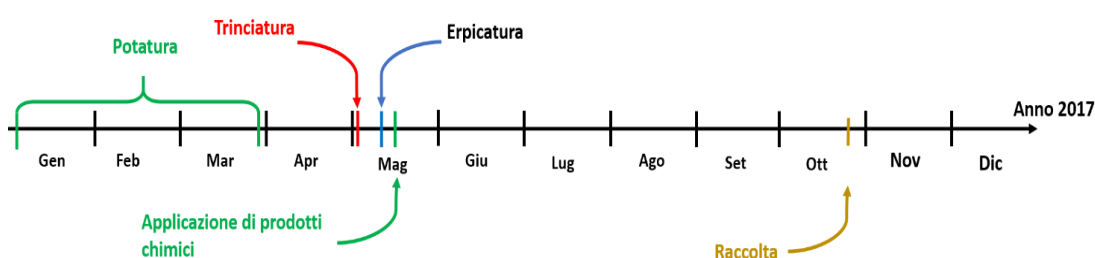 Trinciatura
Erpicatura
Potatura
Anno 2017
Gen Feb Mar Apr Mag Giu Lug Ago Set Ott Nov Dic
Applicazione di prodotti
chimici
Raccolta